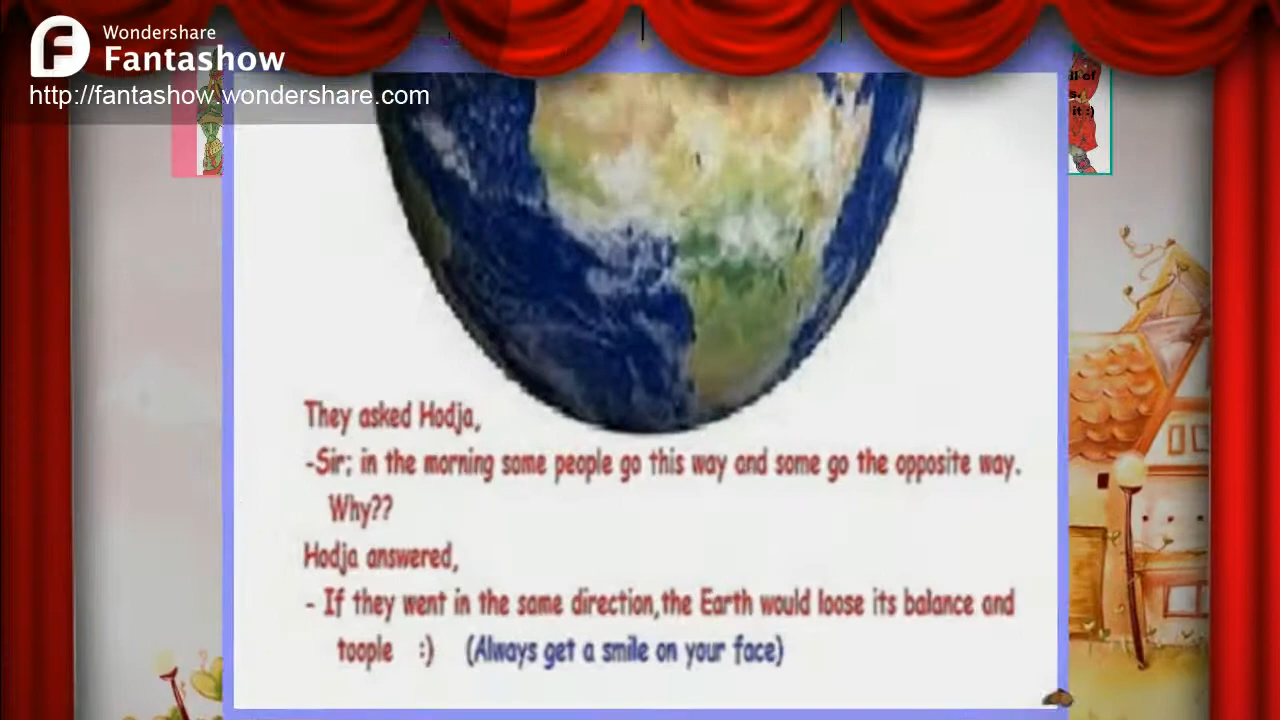 Wondershare
Fantashow
http://fantashow.wondershare.com
of
it :)
They asked Hodja,
-Sir; in the morning some people go this way and some go the opposite way.
Why??
Hodja answered,
- If they went in the same direction,the Earth would loose its balance and
toople :) (Always get a smile on your face)